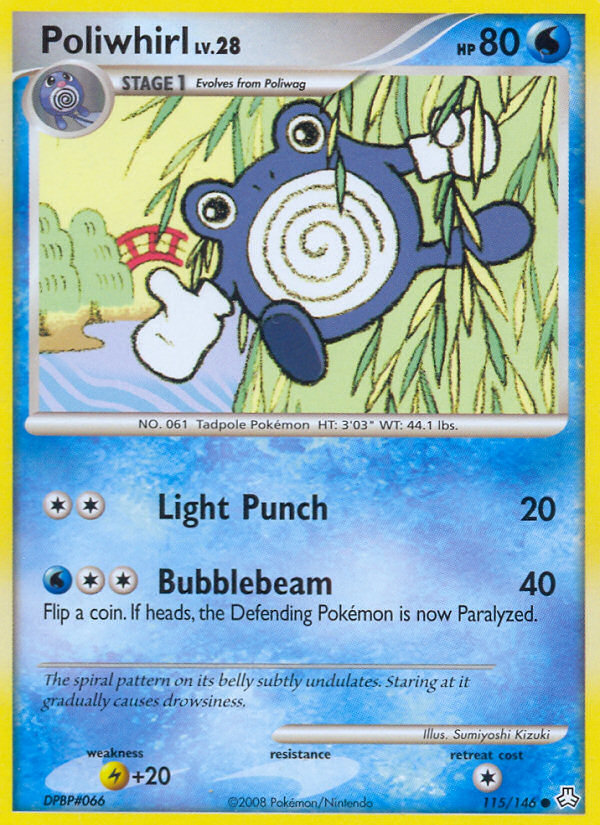 Poliwhirl LV.28 HP 80
STAGE 1 Evolves from Poliwag
NO. 061 Tadpole Pokémon HT: 3'03" WT: 44.1 lbs.
Light Punch 20
Bubblebeam 40
Flip a coin. If heads, the Defending Pokémon is now Paralyzed.
The spiral pattern on its belly subtly undulates. Staring at it
gradually causes drowsiness.
Illus. Sumiyoshi Kizuki
weakness resistance retreat cost
+20
DPBP#066 ©2008 Pokémon/Nintendo 115/146